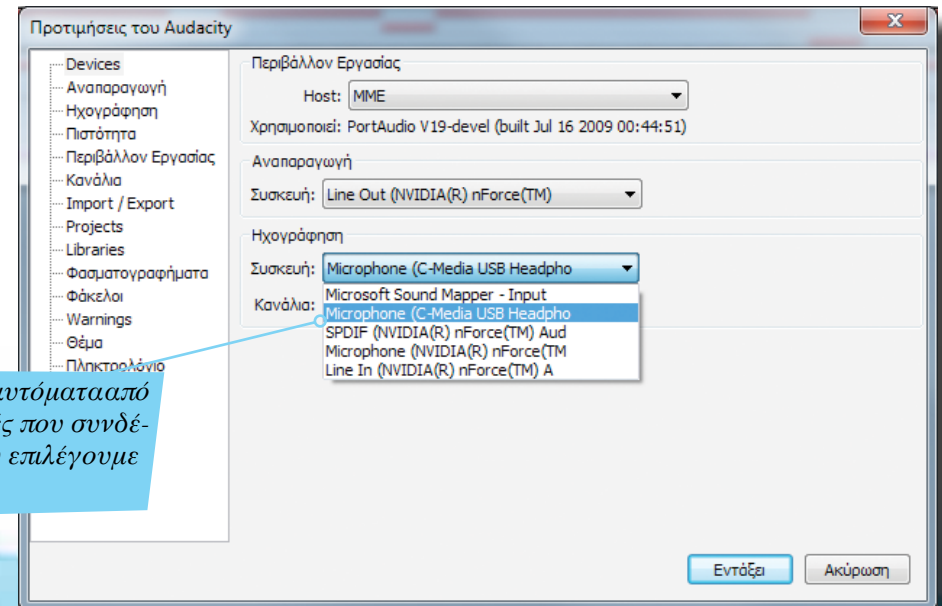 Προτιμήσεις του Audacity
Devices
Αναπαραγωγή
Ηχογράφηση
Πιστότητα
Περιβάλλον Εργασίας
Κανάλια
Import / Export
Projects
Libraries
Φασματογραφήματα
Φάκελοι
Warnings
Θέμα
Πληκτρολόγιο
Περιβάλλον Εργασίας
Host: MME
Χρησιμοποιεί: PortAudio V19-devel (built Jul 16 2009 00:44:51)
Αναπαραγωγή
Συσκευή: Line Out (NVIDIA(R) nForce(TM)
Ηχογράφηση
Συσκευή: Microphone (C-Media USB Headpho
Κανάλια:
Microsoft Sound Mapper - Input
Microphone (C-Media USB Headpho
SPDIF (NVIDIA(R) nForce(TM) Aud
Microphone (NVIDIA(R) nForce(TM
Line In (NVIDIA(R) nForce(TM) A
αυτόματααπό
ς που συνδέ-
επιλέγουμε
Εντάξει
Ακύρωση